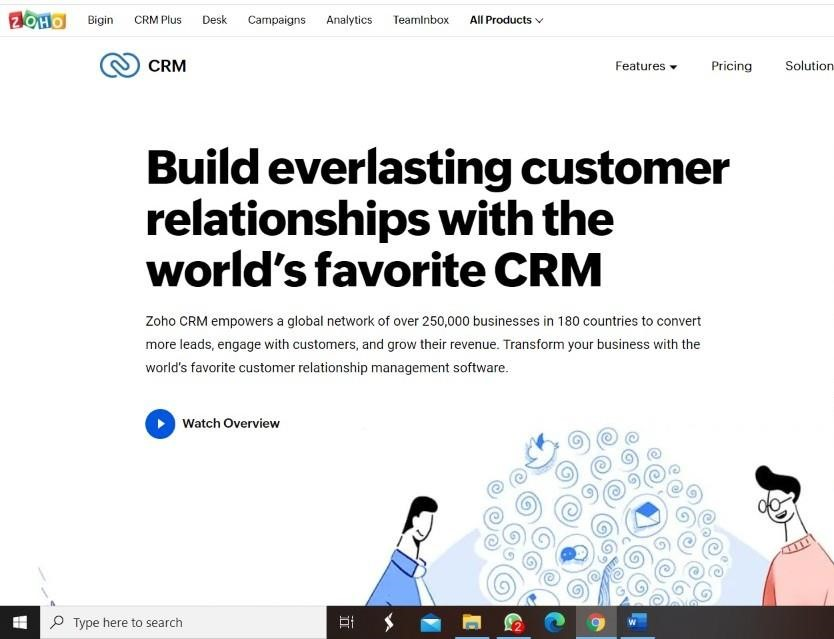 ZOHO Bigin CRM Plus Desk Campaigns Analytics TeamInbox All Products
CRM Features Pricing Solution
Build everlasting customer
relationships with the
world's favorite CRM
Zoho CRM empowers a global network of over 250,000 businesses in 180 countries to convert
more leads, engage with customers, and grow their revenue. Transform your business with the
world's favorite customer relationship management software.
Watch Overview
Type here to search 2 W